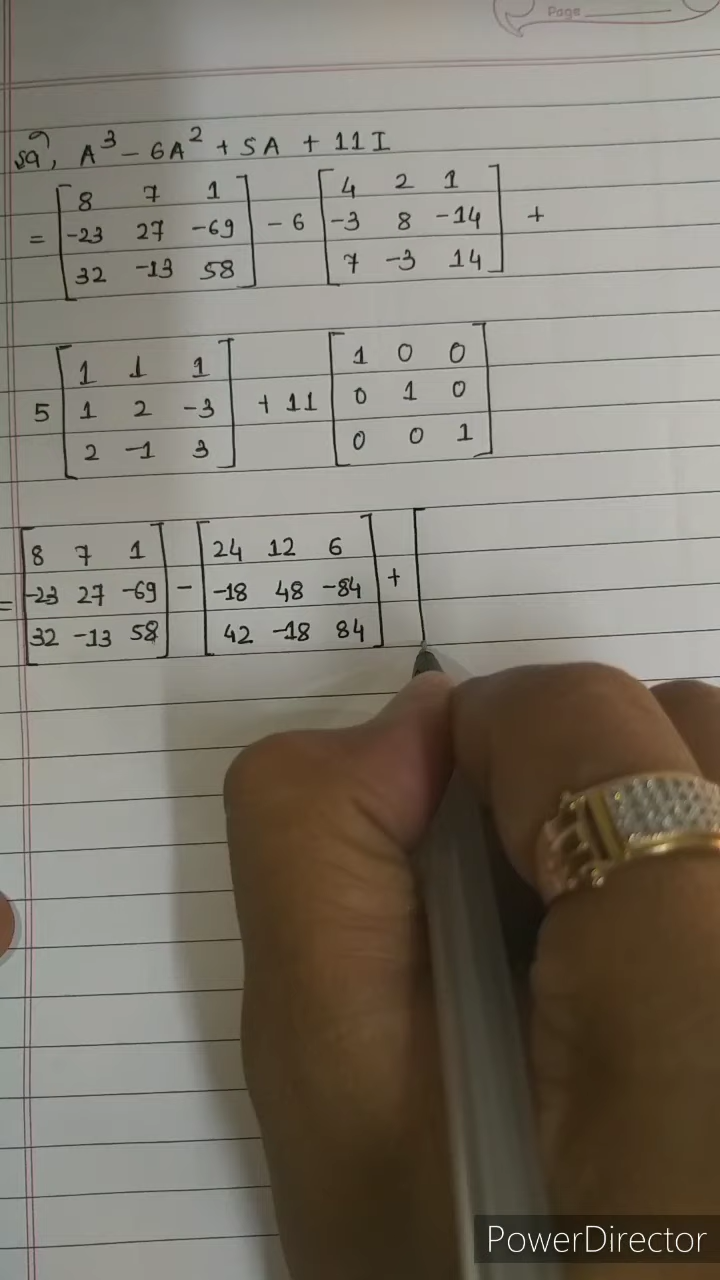 Page
So, A³ - 6A² + 5A + 11I
= [8 7 1; -23 27 -69; 32 -13 58] - 6 [4 2 1; -3 8 -14; 7 -3 14] +
5 [1 1 1; 1 2 -3; 2 -1 3] + 11 [1 0 0; 0 1 0; 0 0 1]
= [8 7 1; -23 27 -69; 32 -13 58] - [24 12 6; -18 48 -84; 42 -18 84] + [
PowerDirector